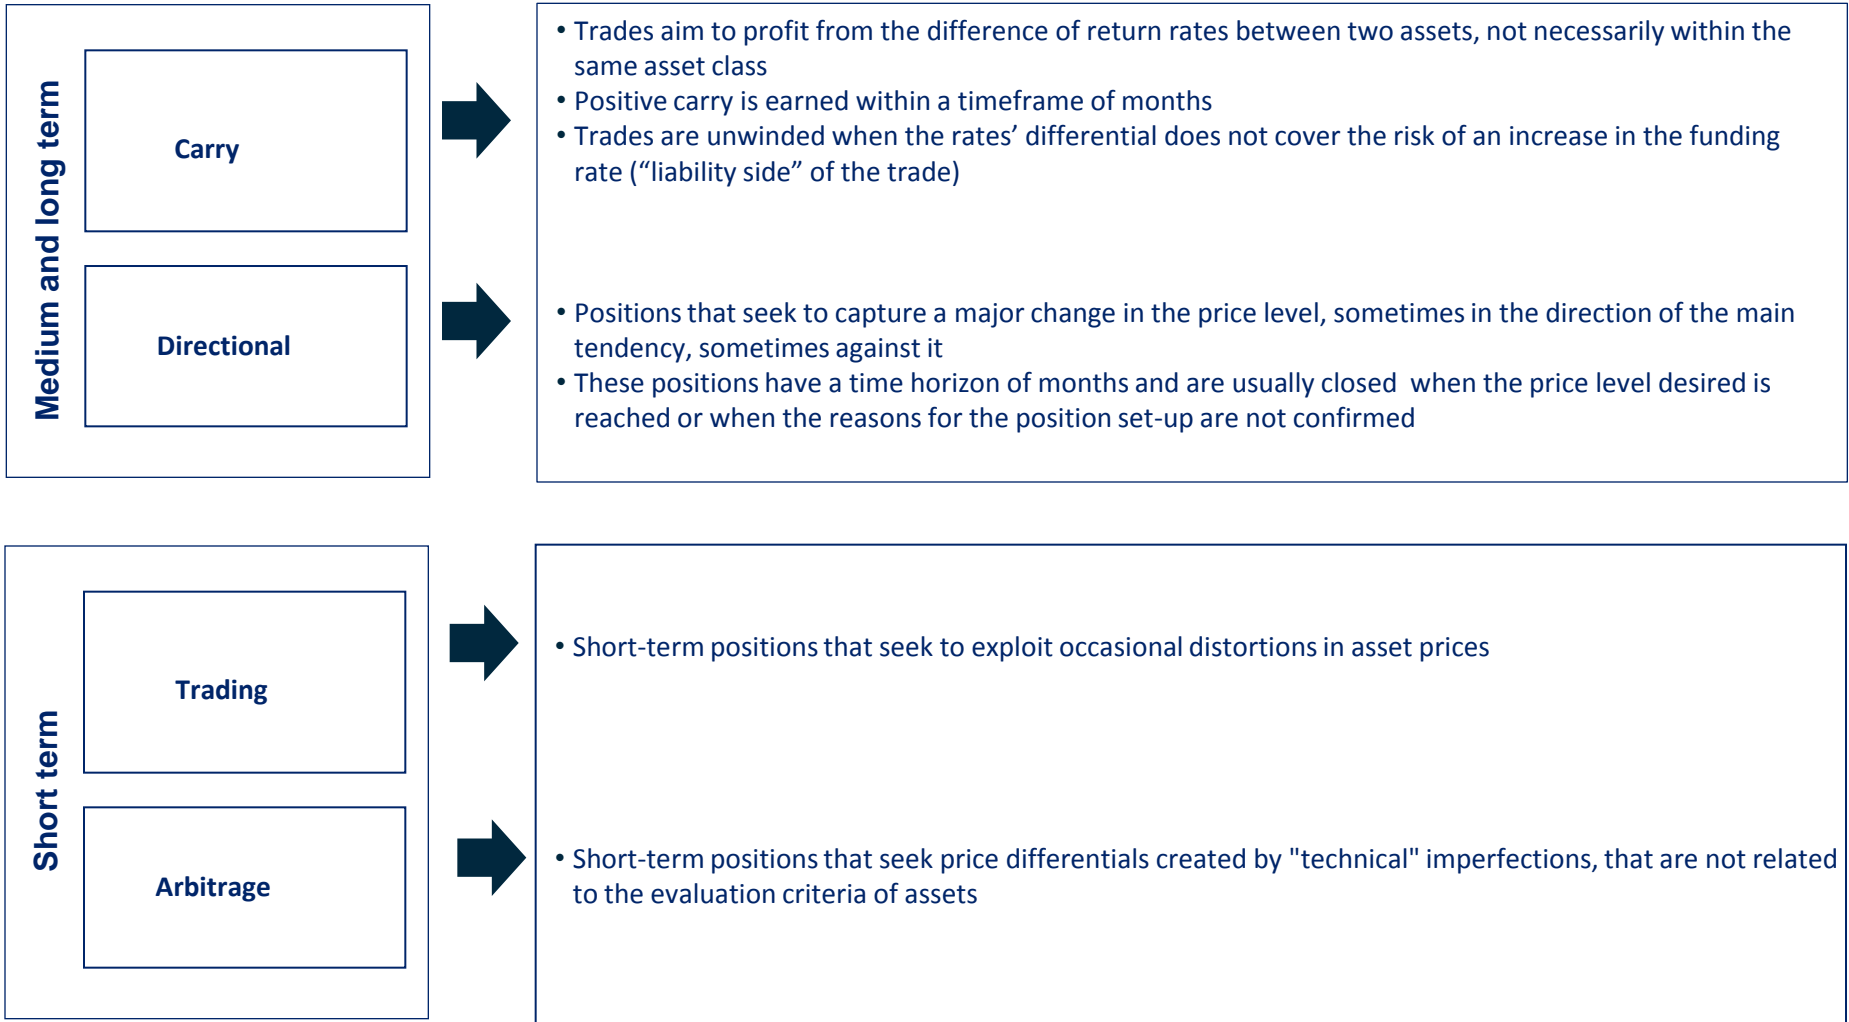 Medium and long term
Carry
• Trades aim to profit from the difference of return rates between two assets, not necessarily within the
same asset class
• Positive carry is earned within a timeframe of months
• Trades are unwinded when the rates’ differential does not cover the risk of an increase in the funding
rate (“liability side” of the trade)
Directional
• Positions that seek to capture a major change in the price level, sometimes in the direction of the main
tendency, sometimes against it
• These positions have a time horizon of months and are usually closed  when the price level desired is
reached or when the reasons for the position set-up are not confirmed
Short term
Trading
• Short-term positions that seek to exploit occasional distortions in asset prices
Arbitrage
• Short-term positions that seek price differentials created by "technical" imperfections, that are not related
to the evaluation criteria of assets